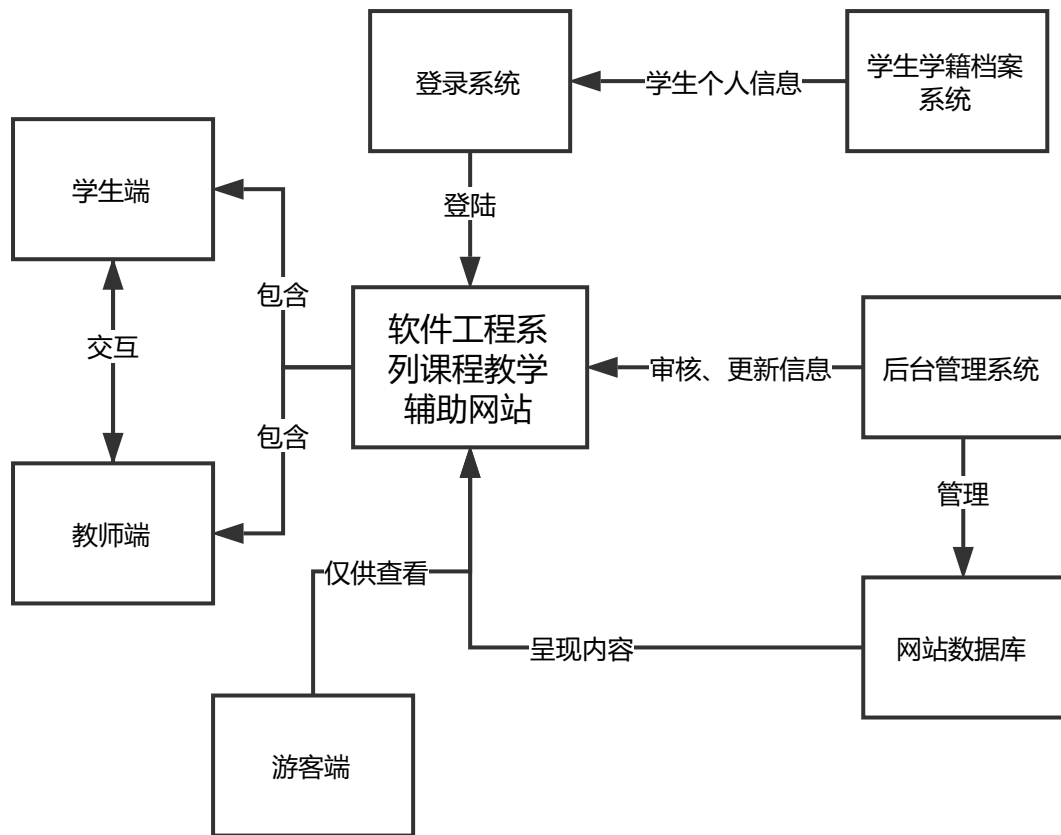 登录系统
学生个人信息
学生学籍档案
系统
学生端
登陆
包含
交互
软件工程系
列课程教学
辅助网站
审核、更新信息
后台管理系统
包含
管理
教师端
仅供查看
呈现内容
网站数据库
游客端